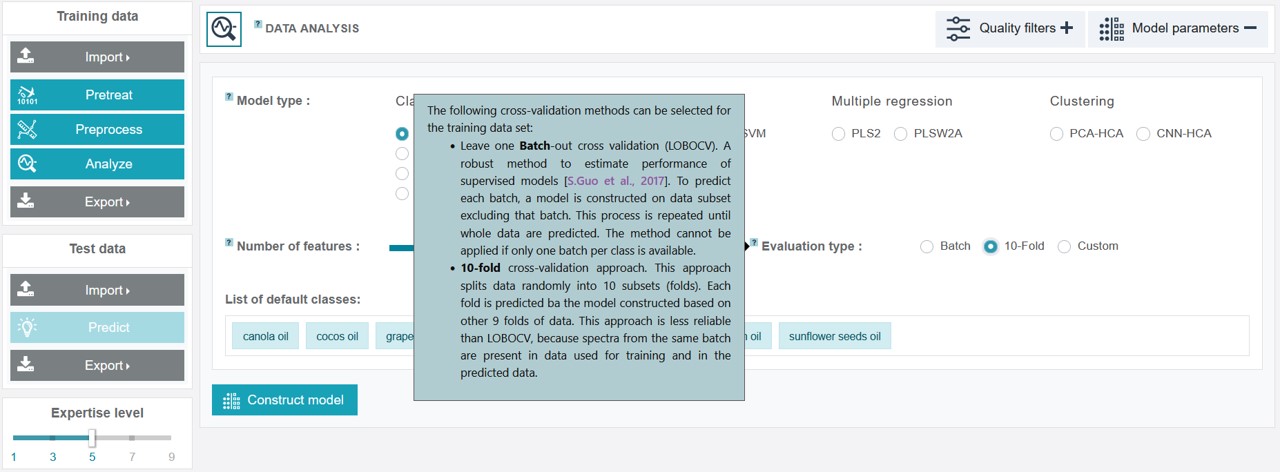 Training data
Import
10101
Pretreat
Preprocess
Analyze
Export
Test data
Import
Predict
Export
Expertise level
1 3 5 7 9
? DATA ANALYSIS
Quality filters +
Model parameters −
? Model type :
Cla
SVM
Multiple regression
PLS2 PLSW2A
Clustering
PCA-HCA CNN-HCA
The following cross-validation methods can be selected for
the training data set:
• Leave one Batch-out cross validation (LOBOCV). A
robust method to estimate performance of
supervised models [S.Guo et al., 2017]. To predict
each batch, a model is constructed on data subset
excluding that batch. This process is repeated until
whole data are predicted. The method cannot be
applied if only one batch per class is available.
• 10-fold cross-validation approach. This approach
splits data randomly into 10 subsets (folds). Each
fold is predicted ba the model constructed based on
other 9 folds of data. This approach is less reliable
than LOBOCV, because spectra from the same batch
are present in data used for training and in the
predicted data.
? Number of features :
? Evaluation type :
Batch 10-Fold Custom
List of default classes:
canola oil cocos oil grape oil sunflower seeds oil
Construct model